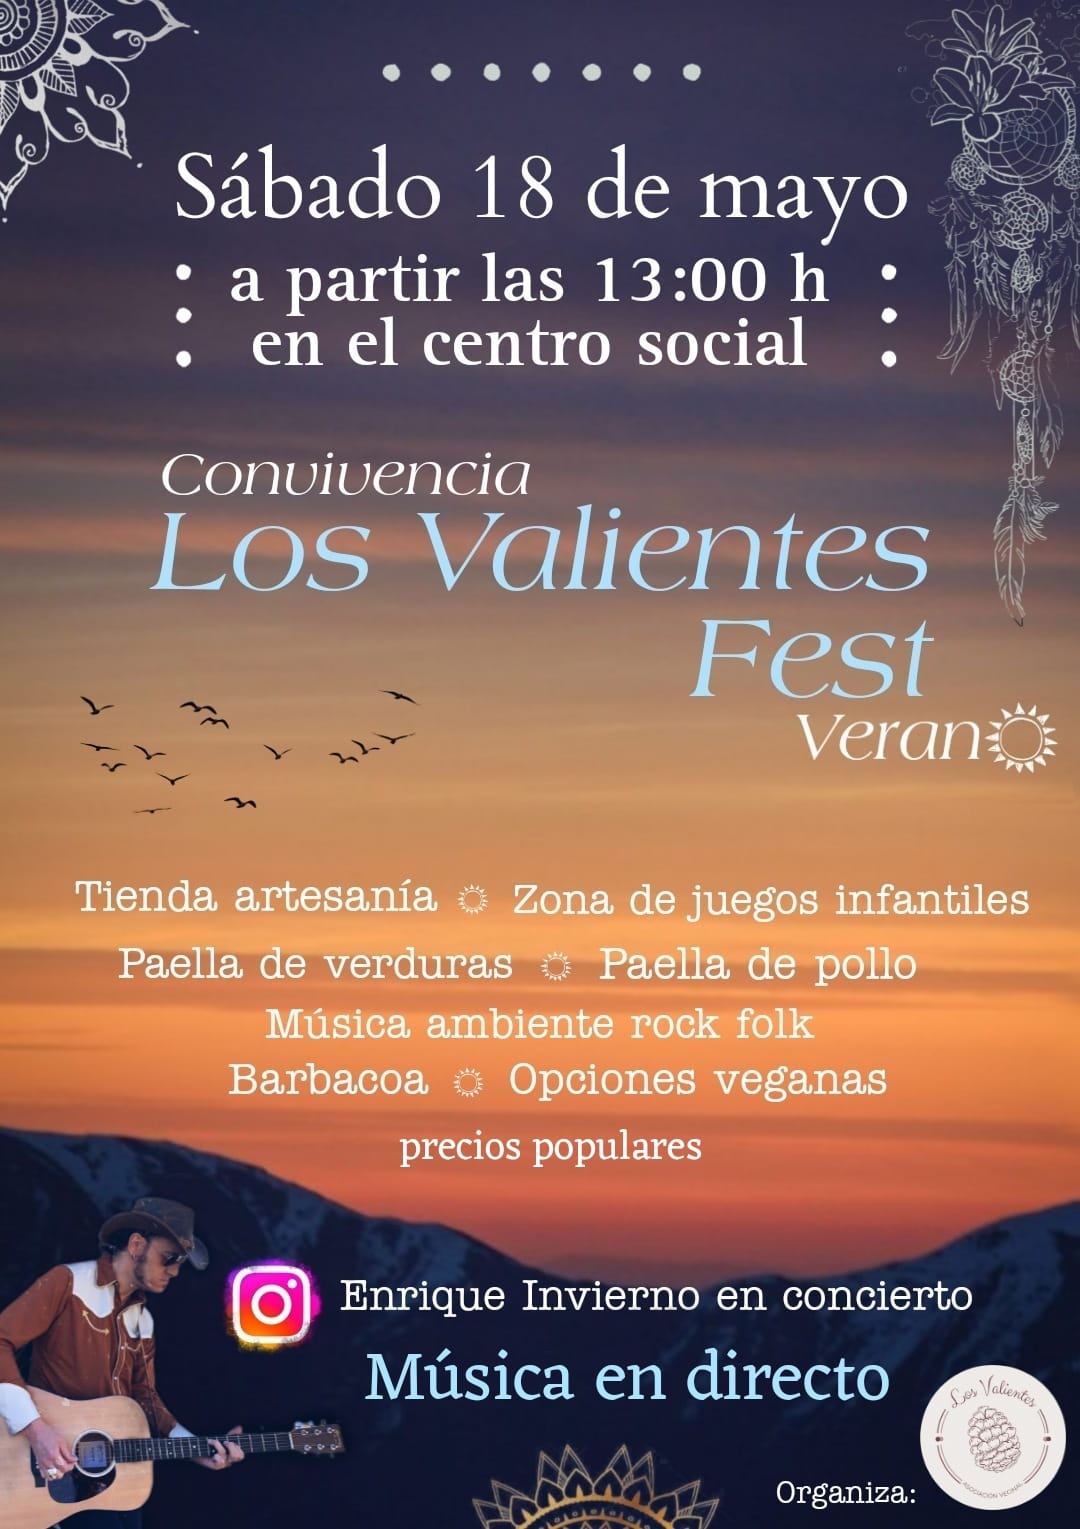 Sábado 18 de mayo
a partir las 13:00 h
en el centro social
Convivencia
Los Valientes
Fest
Verano
Tienda artesanía Zona de juegos infantiles
Paella de verduras Paella de pollo
Música ambiente rock folk
Barbacoa Opciones veganas
precios populares
Enrique Invierno en concierto
Música en directo
Los Valientes
ASOCIACIÓN VECINAL
Organiza: